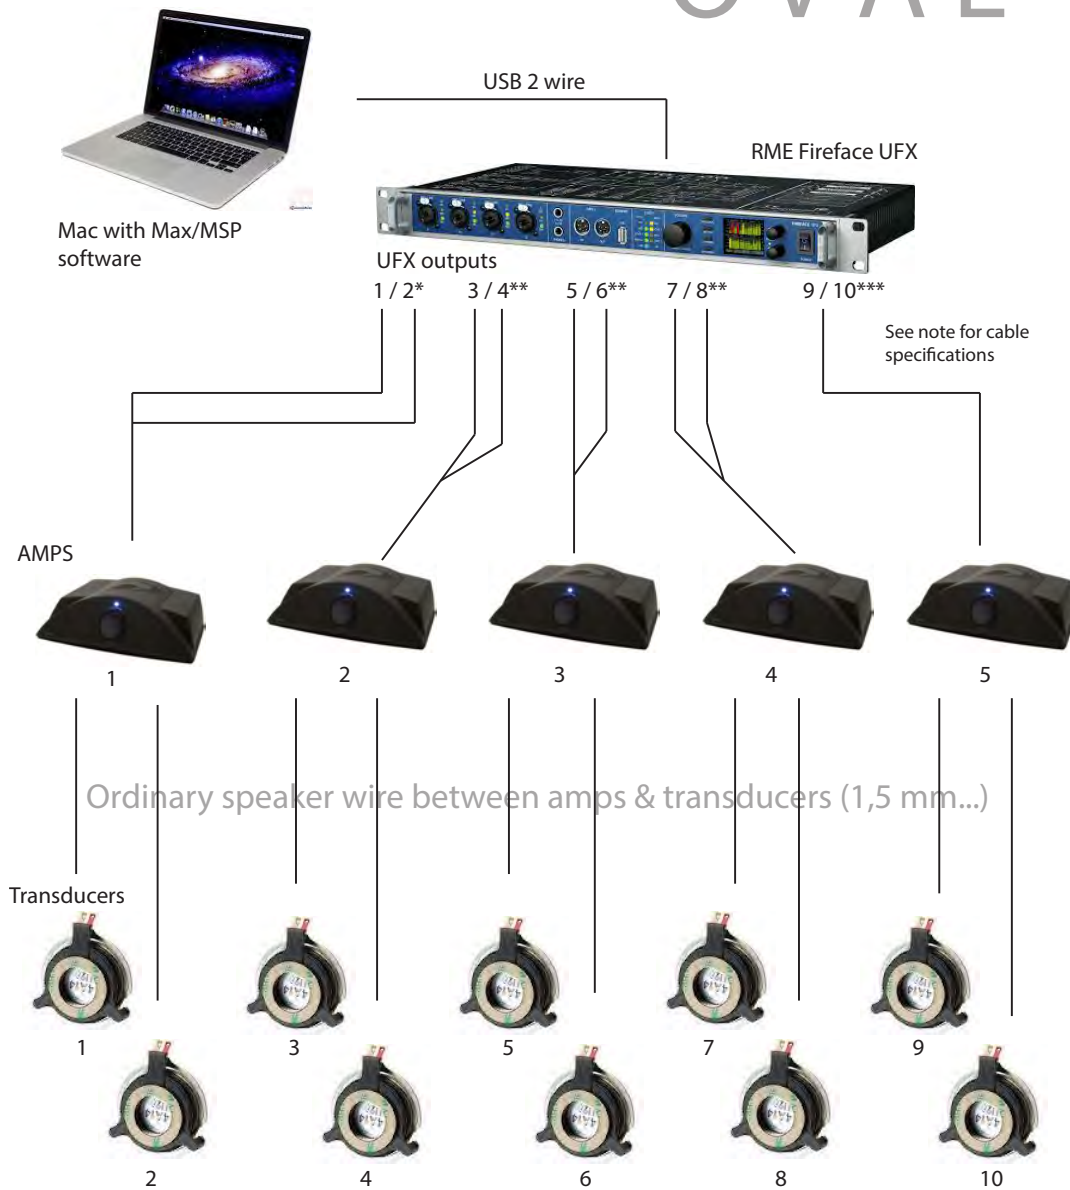 OVAL
USB 2 wire
RME Fireface UFX
Mac with Max/MSP
software
UFX outputs
1 / 2*
3 / 4**
5 / 6**
7 / 8**
9 / 10***
See note for cable
specifications
AMPS
1
2
3
4
5
Ordinary speaker wire between amps & transducers (1,5 mm...)
Transducers
1
3
5
7
9
2
4
6
8
10